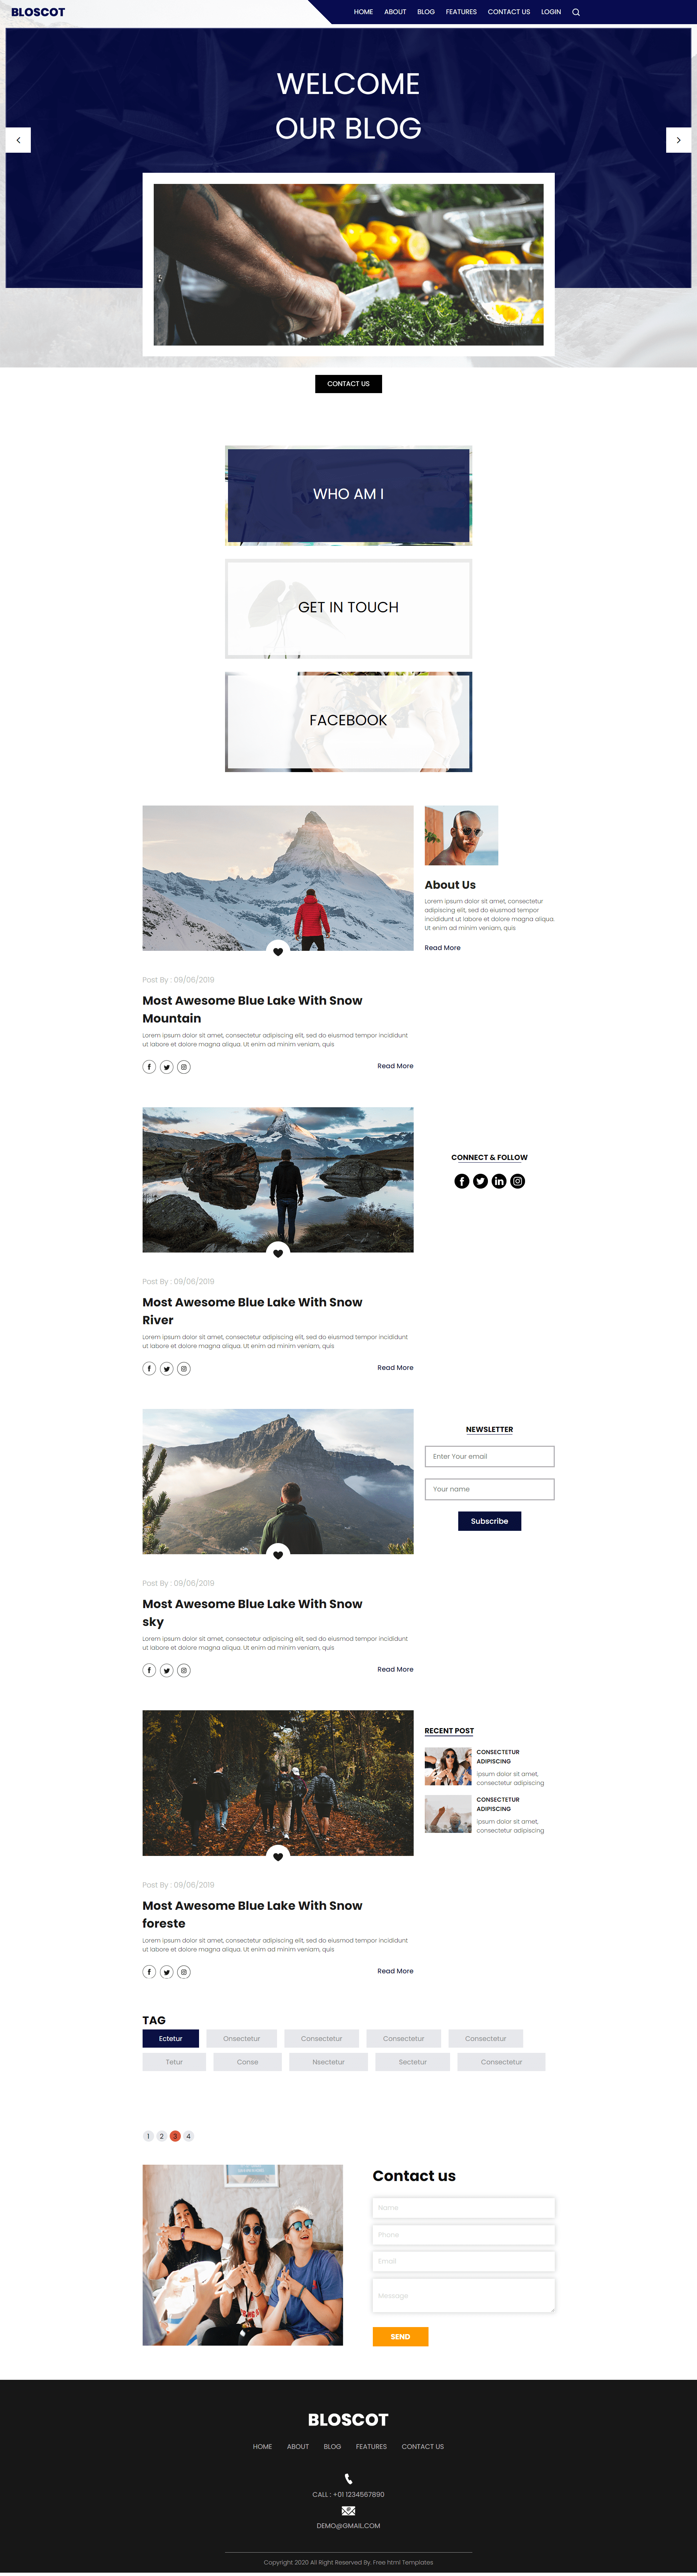 BLOSCOT
HOME ABOUT BLOG FEATURES CONTACT US LOGIN
WELCOME
OUR BLOG
CONTACT US
WHO AM I
GET IN TOUCH
FACEBOOK
Post By : 09/06/2019
Most Awesome Blue Lake With Snow
Mountain
Lorem ipsum dolor sit amet, consectetur adipiscing elit, sed do eiusmod tempor incididunt
ut labore et dolore magna aliqua. Ut enim ad minim veniam, quis
Read More
About Us
Lorem ipsum dolor sit amet, consectetur
adipiscing elit, sed do eiusmod tempor
incididunt ut labore et dolore magna aliqua.
Ut enim ad minim veniam, quis
Read More
Post By : 09/06/2019
Most Awesome Blue Lake With Snow
River
Lorem ipsum dolor sit amet, consectetur adipiscing elit, sed do eiusmod tempor incididunt
ut labore et dolore magna aliqua. Ut enim ad minim veniam, quis
Read More
CONNECT & FOLLOW
Post By : 09/06/2019
Most Awesome Blue Lake With Snow
sky
Lorem ipsum dolor sit amet, consectetur adipiscing elit, sed do eiusmod tempor incididunt
ut labore et dolore magna aliqua. Ut enim ad minim veniam, quis
Read More
NEWSLETTER
Enter Your email
Your name
Subscribe
Post By : 09/06/2019
Most Awesome Blue Lake With Snow
foreste
Lorem ipsum dolor sit amet, consectetur adipiscing elit, sed do eiusmod tempor incididunt
ut labore et dolore magna aliqua. Ut enim ad minim veniam, quis
Read More
RECENT POST
CONSECTETUR
ADIPISCING
ipsum dolor sit amet,
consectetur adipiscing
CONSECTETUR
ADIPISCING
ipsum dolor sit amet,
consectetur adipiscing
TAG
Ectetur Onsectetur Consectetur Consectetur Consectetur
Tetur Conse Nsectetur Sectetur Consectetur
1 2 3 4
Contact us
Name
Phone
Email
Message
SEND
BLOSCOT
HOME ABOUT BLOG FEATURES CONTACT US
CALL : +01 1234567890
DEMO@GMAIL.COM
Copyright 2020 All Right Reserved By. Free html Templates